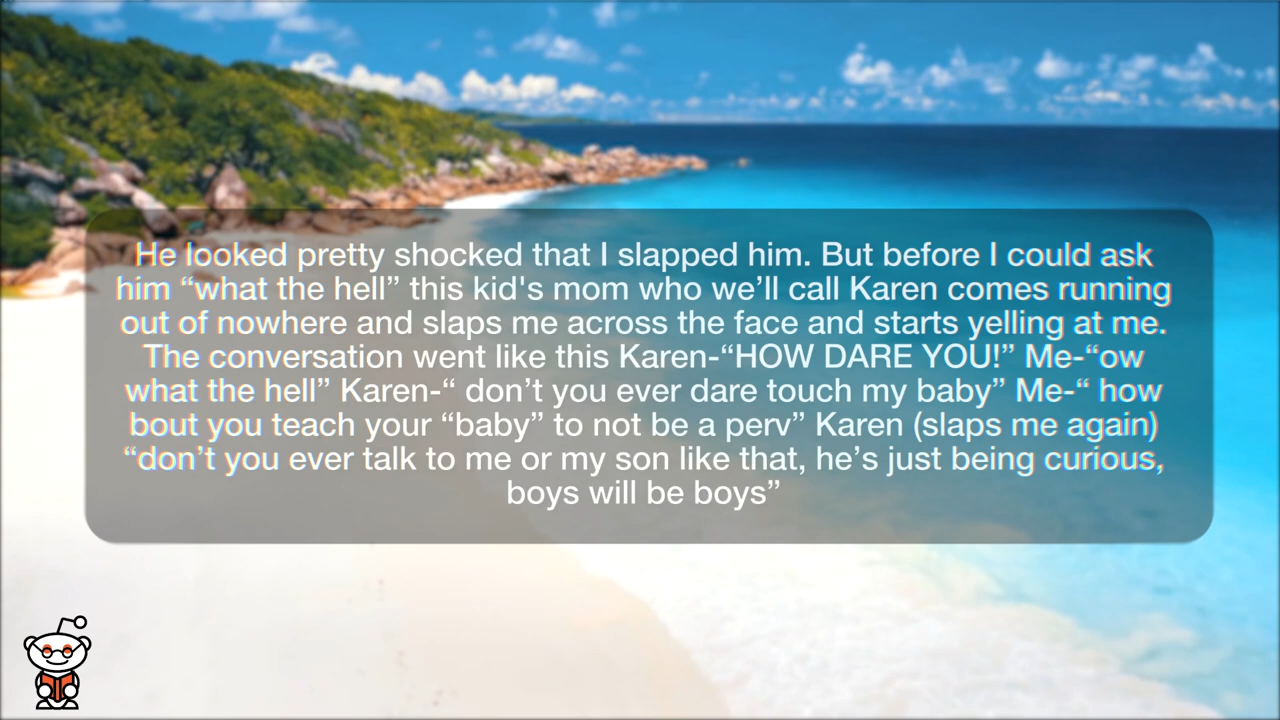 He looked pretty shocked that I slapped him. But before I could ask
him “what the hell” this kid's mom who we’ll call Karen comes running
out of nowhere and slaps me across the face and starts yelling at me.
The conversation went like this Karen-“HOW DARE YOU!” Me-“ow
what the hell” Karen-“ don’t you ever dare touch my baby” Me-“ how
bout you teach your “baby” to not be a perv” Karen (slaps me again)
“don’t you ever talk to me or my son like that, he’s just being curious,
boys will be boys”